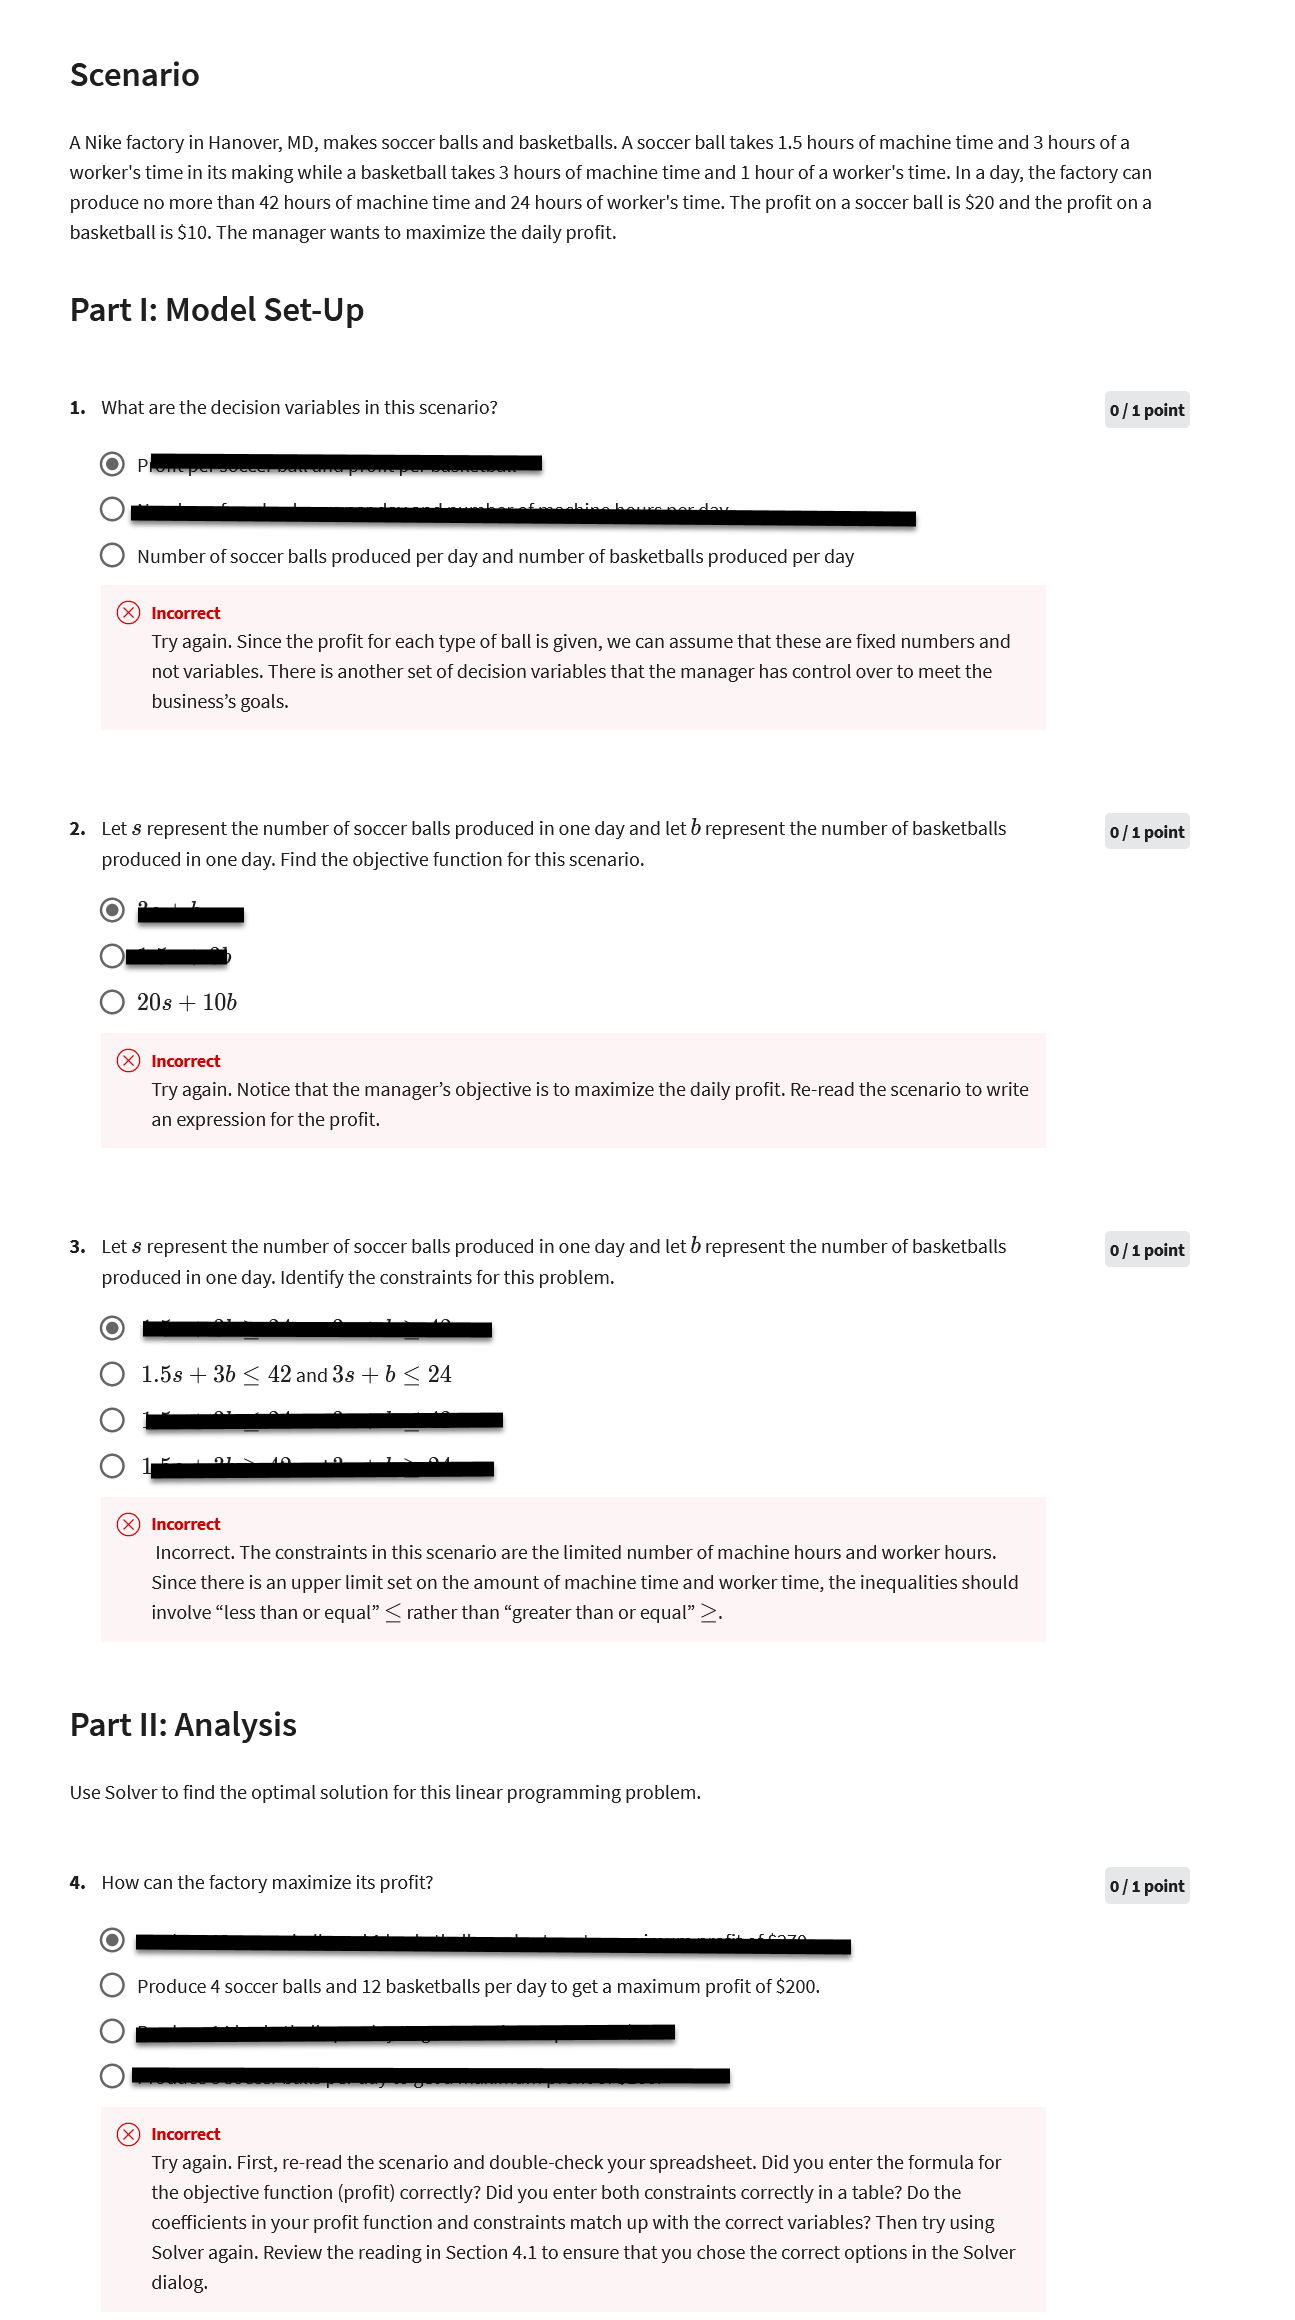 Scenario
A Nike factory in Hanover, MD, makes soccer balls and basketballs. A soccer ball takes 1.5 hours of machine time and 3 hours of a
worker's time in its making while a basketball takes 3 hours of machine time and 1 hour of a worker's time. In a day, the factory can
produce no more than 42 hours of machine time and 24 hours of worker's time. The profit on a soccer ball is $20 and the profit on a
basketball is $10. The manager wants to maximize the daily profit.
Part I: Model Set-Up
1. What are the decision variables in this scenario?
0 / 1 point
Number of soccer balls produced per day and number of basketballs produced per day
Incorrect
Try again. Since the profit for each type of ball is given, we can assume that these are fixed numbers and
not variables. There is another set of decision variables that the manager has control over to meet the
business’s goals.
2. Let s represent the number of soccer balls produced in one day and let b represent the number of basketballs
produced in one day. Find the objective function for this scenario.
0 / 1 point
20s + 10b
Incorrect
Try again. Notice that the manager’s objective is to maximize the daily profit. Re-read the scenario to write
an expression for the profit.
3. Let s represent the number of soccer balls produced in one day and let b represent the number of basketballs
produced in one day. Identify the constraints for this problem.
0 / 1 point
1.5s + 3b ≤ 42 and 3s + b ≤ 24
Incorrect
Incorrect. The constraints in this scenario are the limited number of machine hours and worker hours.
Since there is an upper limit set on the amount of machine time and worker time, the inequalities should
involve “less than or equal” ≤ rather than “greater than or equal” ≥.
Part II: Analysis
Use Solver to find the optimal solution for this linear programming problem.
4. How can the factory maximize its profit?
0 / 1 point
Produce 4 soccer balls and 12 basketballs per day to get a maximum profit of $200.
Incorrect
Try again. First, re-read the scenario and double-check your spreadsheet. Did you enter the formula for
the objective function (profit) correctly? Did you enter both constraints correctly in a table? Do the
coefficients in your profit function and constraints match up with the correct variables? Then try using
Solver again. Review the reading in Section 4.1 to ensure that you chose the correct options in the Solver
dialog.